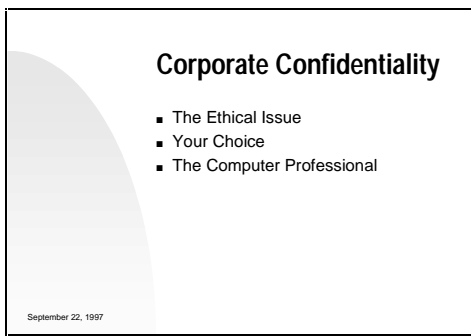 Corporate Confidentiality
■ The Ethical Issue
■ Your Choice
■ The Computer Professional
September 22, 1997